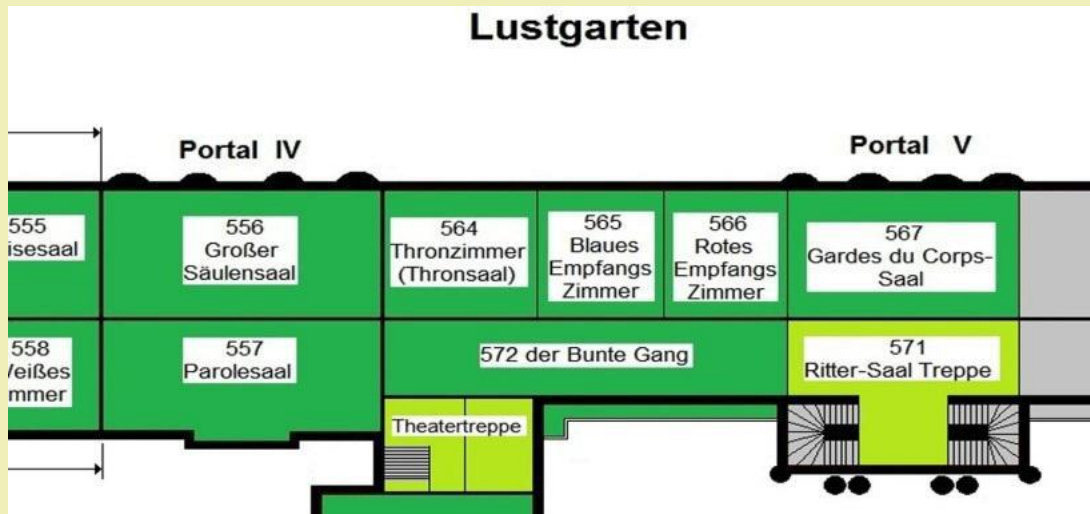 Lustgarten
Portal IV
Portal V
555
isesaal
556
Großer
Säulensaal
564
Thronzimmer
(Thronsaal)
565
Blaues
Empfangs
Zimmer
566
Rotes
Empfangs
Zimmer
567
Gardes du Corps-
Saal
558
Weißes
mmer
557
Parolesaal
572 der Bunte Gang
571
Ritter-Saal Treppe
Theatertreppe